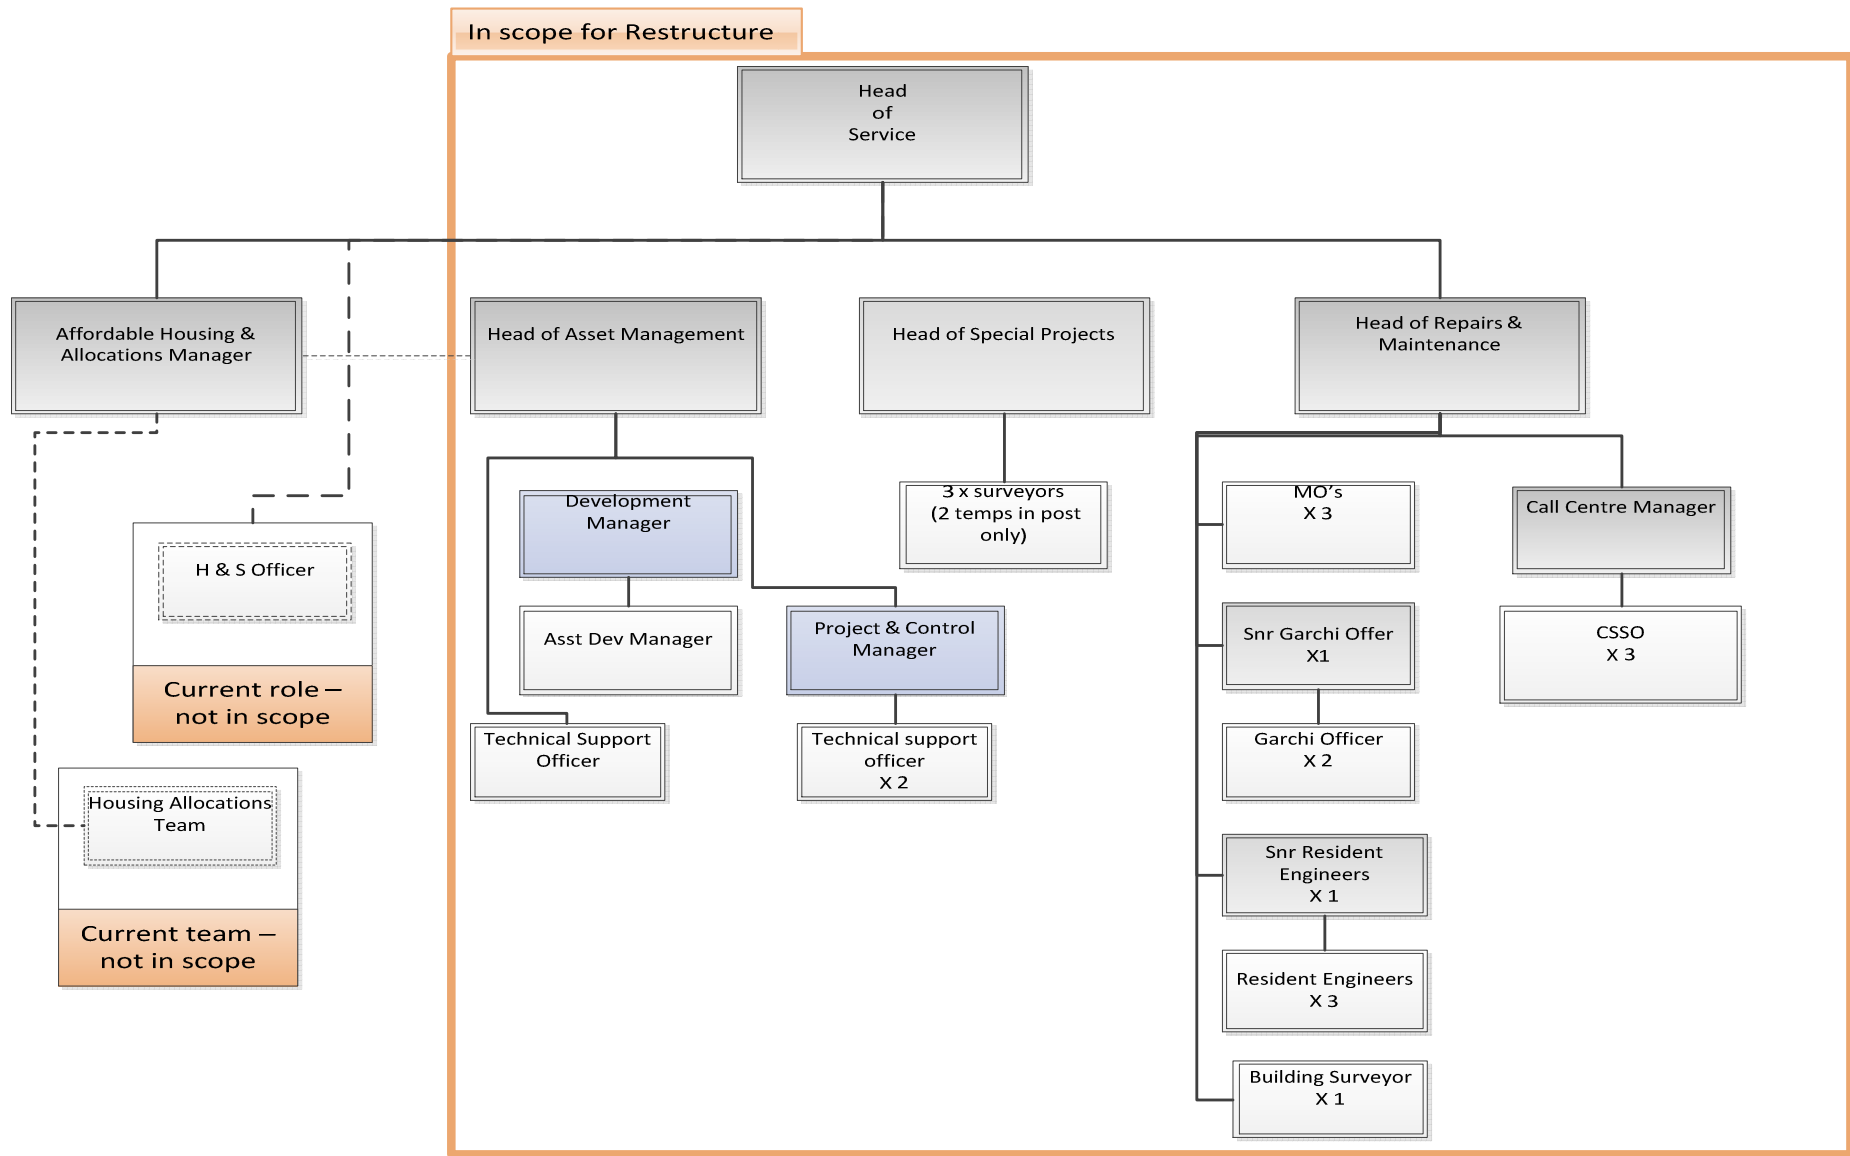 In scope for Restructure
Head
of
Service
Affordable Housing &
Allocations Manager
Head of Asset Management
Head of Special Projects
Head of Repairs &
Maintenance
Development
Manager
3 x surveyors
(2 temps in post
only)
MO’s
X 3
Call Centre Manager
H & S Officer
Current role –
not in scope
Asst Dev Manager
Project & Control
Manager
Snr Garchi Offer
X1
CSSO
X 3
Technical Support
Officer
Technical support
officer
X 2
Garchi Officer
X 2
Housing Allocations
Team
Current team –
not in scope
Snr Resident
Engineers
X 1
Resident Engineers
X 3
Building Surveyor
X 1